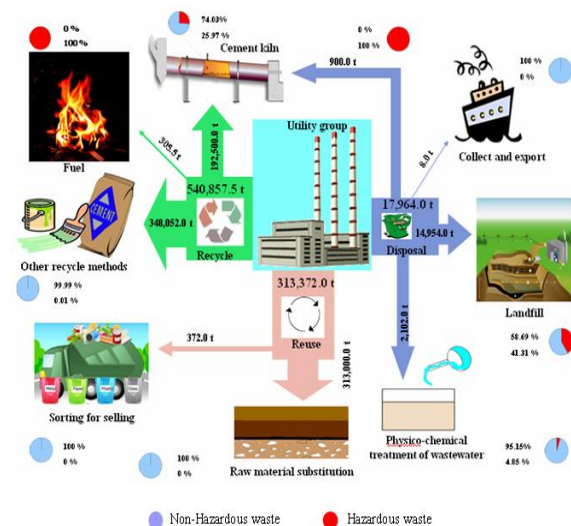 0 %
100 %
74.03%
25.97 %
Cement kiln
0 %
100 %
900.0 t
100 %
0 %
Utility group
Fuel
305.5 t
192,500.0 t
8.0 t
Collect and export
540,857.5 t
348,052.0 t
Recycle
CEMENT
17,964.0 t
14,954.0 t
Disposal
Other recycle methods
99.99 %
0.01 %
313,372.0 t
Reuse
2,102.0 t
Landfill
58.69 %
41.31 %
372.0 t
313,000.0 t
Sorting for selling
Physico-chemical
treatment of wastewater
95.15%
4.85 %
100 %
0 %
100 %
0 %
Raw material substitution
Non-Hazardous waste
Hazardous waste